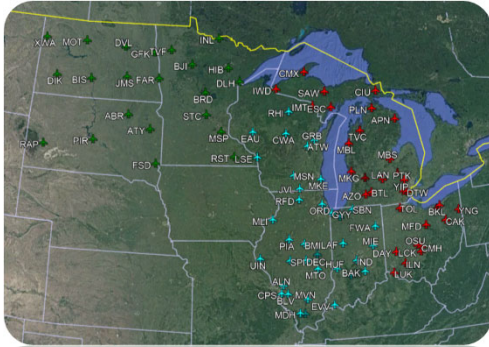 INL
XWA MOT
DVL
GFK TVF
BJI HIB
CMX
DLH
DIK BIS
JMS FAR
IWD SAW CIU
BRD
IMT ESC
PLN
RHI
APN
ABR
STC
ATY
TVC
GRB
RAP PIR
MSP EAU CWA
ATW MBL
MBS
FSD
RST LSE
MKG LAN PTK
MSN
MKE YIP
JVL
AZO BTL DTW
RFD
ORD SBN TOL
GYY
BKL YNG
MLI
CAK
FWA MFD
PIA BMI LAF MIE
OSU
CMH
DAY LCK
UIN SPI DEC HUF IND
ILN
MTO BAK LUK
ALN
CPS MVN
BLV
EVV
MDH